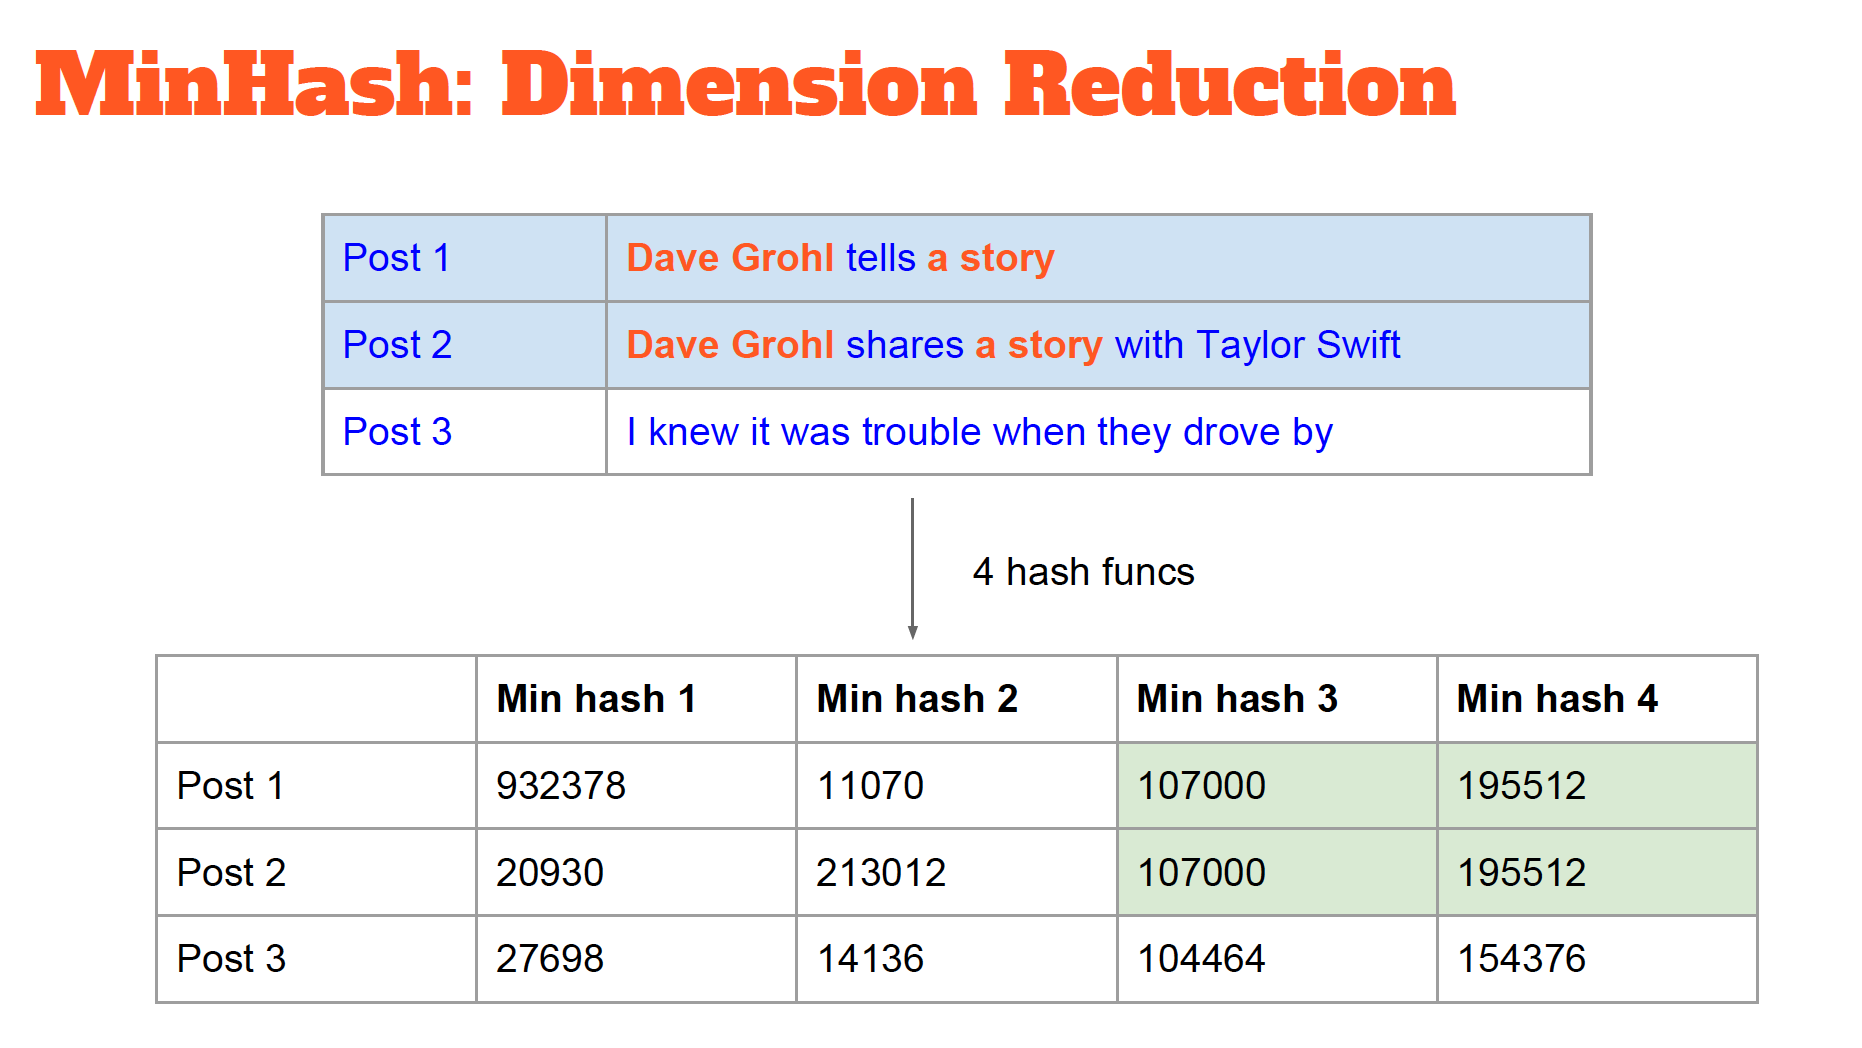 MinHash: Dimension Reduction
Post 1 Dave Grohl tells a story
Post 2 Dave Grohl shares a story with Taylor Swift
Post 3 I knew it was trouble when they drove by
4 hash funcs
Min hash 1 Min hash 2 Min hash 3 Min hash 4
Post 1 932378 11070 107000 195512
Post 2 20930 213012 107000 195512
Post 3 27698 14136 104464 154376